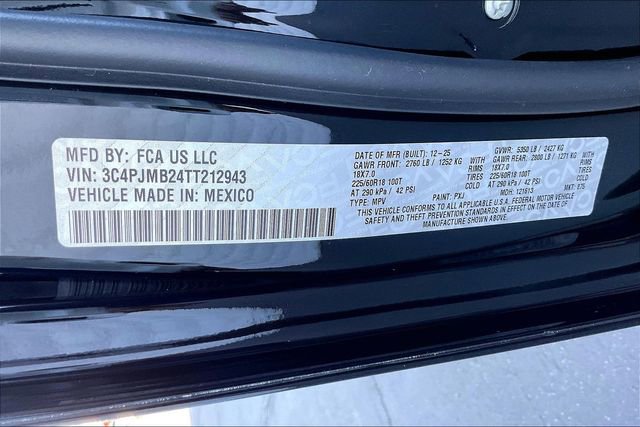 MFD BY: FCA US LLC
VIN: 3C4PJMB24TT212943
VEHICLE MADE IN: MEXICO
DATE OF MFR (BUILT): 12-25 GVWR: 5350 LB / 2427 KG
GAWR FRONT: 2760 LB / 1252 KG WITH GAWR REAR: 2800 LB / 1271 KG WITH
18X7.0 RIMS 18X7.0 RIMS
225/60R18 100T TIRES 225/60R18 100T TIRES
AT 290 kPa / 42 PSI COLD AT 290 kPa / 42 PSI COLD
TYPE: MPV PAINT: PXJ MDH: 121613 MKT: E75
THIS VEHICLE CONFORMS TO ALL APPLICABLE U.S.A. FEDERAL MOTOR VEHICLE
SAFETY AND THEFT PREVENTION STANDARDS IN EFFECT ON THE DATE OF
MANUFACTURE SHOWN ABOVE.